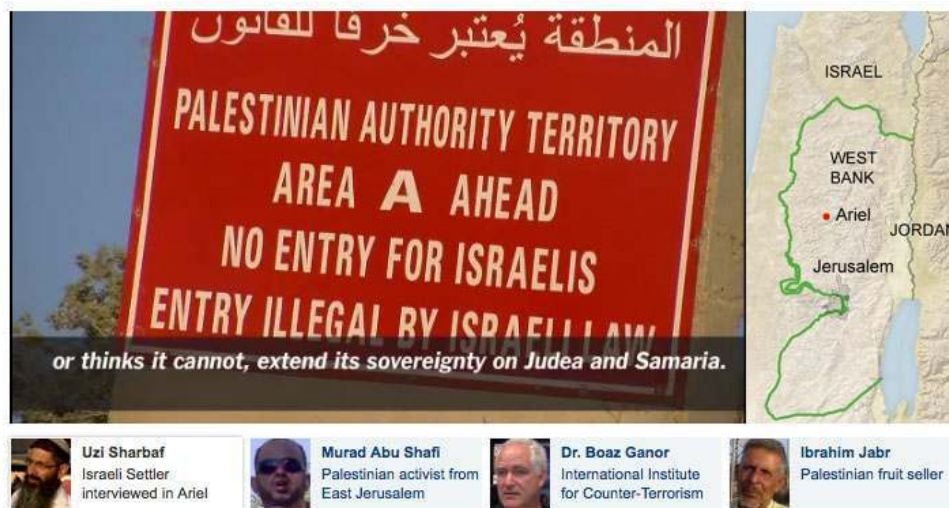 المنطقة يُعتبر خرقا للقانون
PALESTINIAN AUTHORITY TERRITORY
AREA A AHEAD
NO ENTRY FOR ISRAELIS
ENTRY ILLEGAL BY ISRAELI LAW
or thinks it cannot, extend its sovereignty on Judea and Samaria.
ISRAEL
WEST
BANK
Ariel
JORDAN
Jerusalem
Uzi Sharbaf
Israeli Settler
interviewed in Ariel
Murad Abu Shafi
Palestinian activist from
East Jerusalem
Dr. Boaz Ganor
International Institute
for Counter-Terrorism
Ibrahim Jabr
Palestinian fruit seller